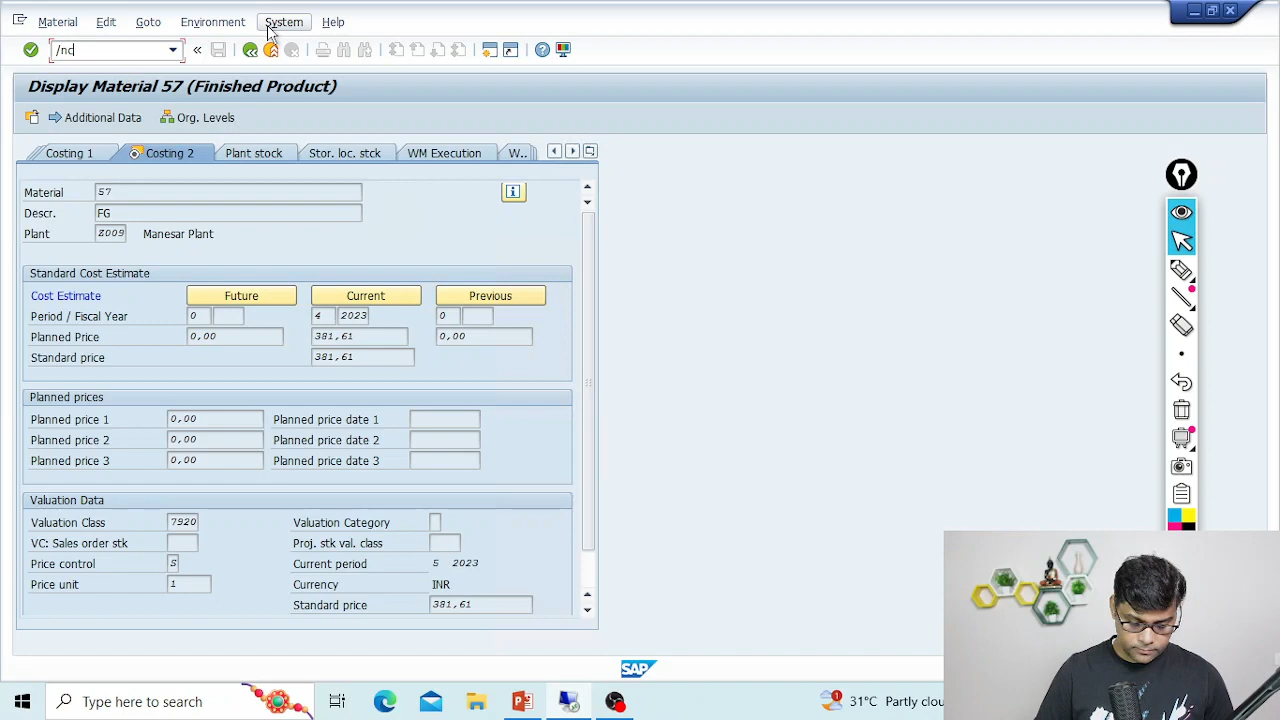 Material Edit Goto Environment System Help
/nc
Display Material 57 (Finished Product)
Additional Data Org. Levels
Costing 1 Costing 2 Plant stock Stor. loc. stck WM Execution W..
Material 57
Descr. FG
Plant Z009 Manesar Plant
Standard Cost Estimate
Cost Estimate Future Current Previous
Period / Fiscal Year 0 4 2023 0
Planned Price 0,00 381,61 0,00
Standard price 381,61
Planned prices
Planned price 1 0,00 Planned price date 1
Planned price 2 0,00 Planned price date 2
Planned price 3 0,00 Planned price date 3
Valuation Data
Valuation Class 7920 Valuation Category
VC: Sales order stk Proj. stk val. class
Price control S Current period 5 2023
Price unit 1 Currency INR
Standard price 381,61
SAP
Type here to search 31°C Partly clou